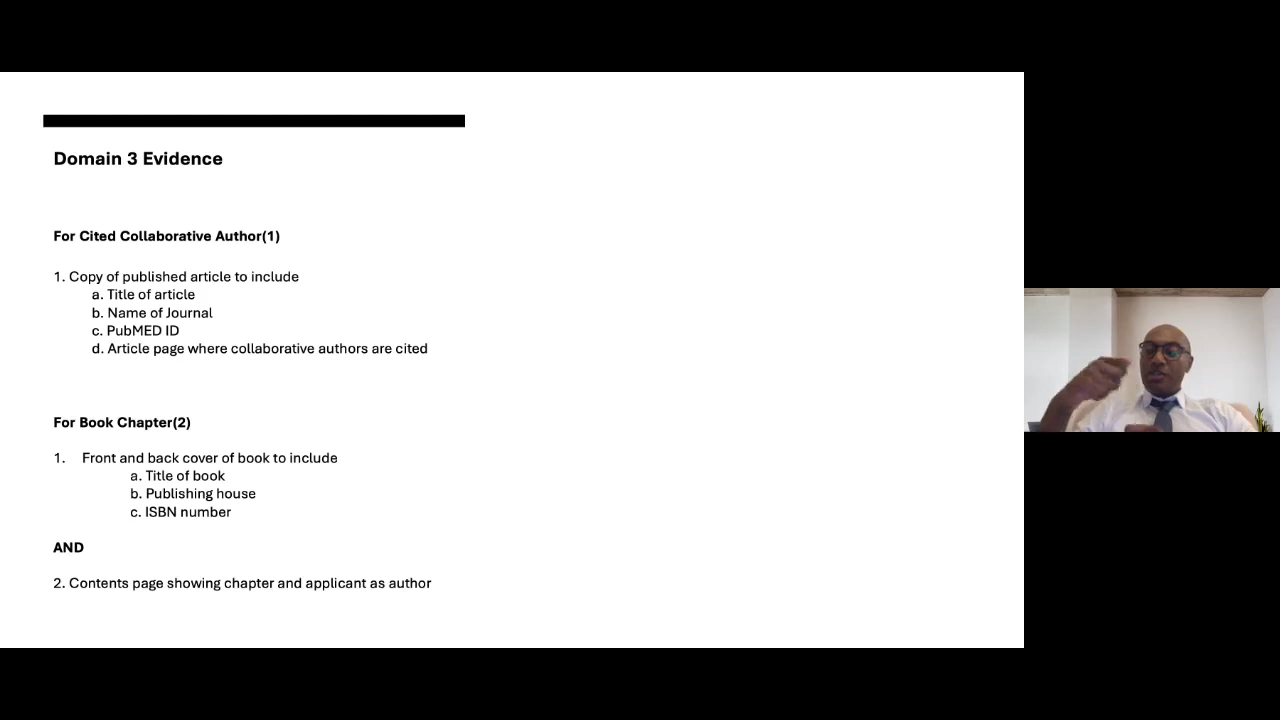 Domain 3 Evidence
For Cited Collaborative Author(1)
1. Copy of published article to include
a. Title of article
b. Name of Journal
c. PubMED ID
d. Article page where collaborative authors are cited
For Book Chapter(2)
1. Front and back cover of book to include
a. Title of book
b. Publishing house
c. ISBN number
AND
2. Contents page showing chapter and applicant as author